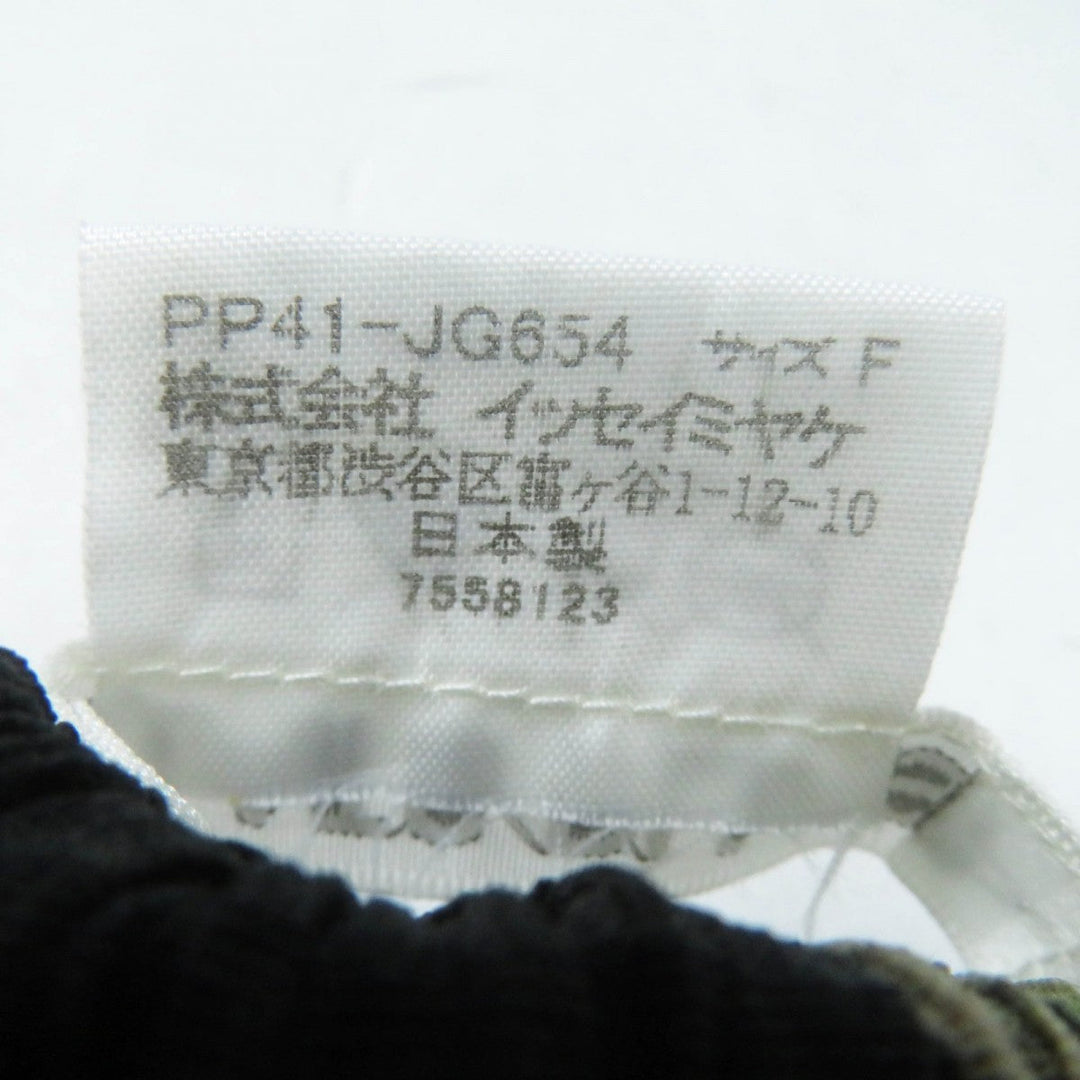 PP41-JG654 サイズ F
株式会社 イッセイミヤケ
東京都渋谷区富ヶ谷1-12-10
日本製
7558123